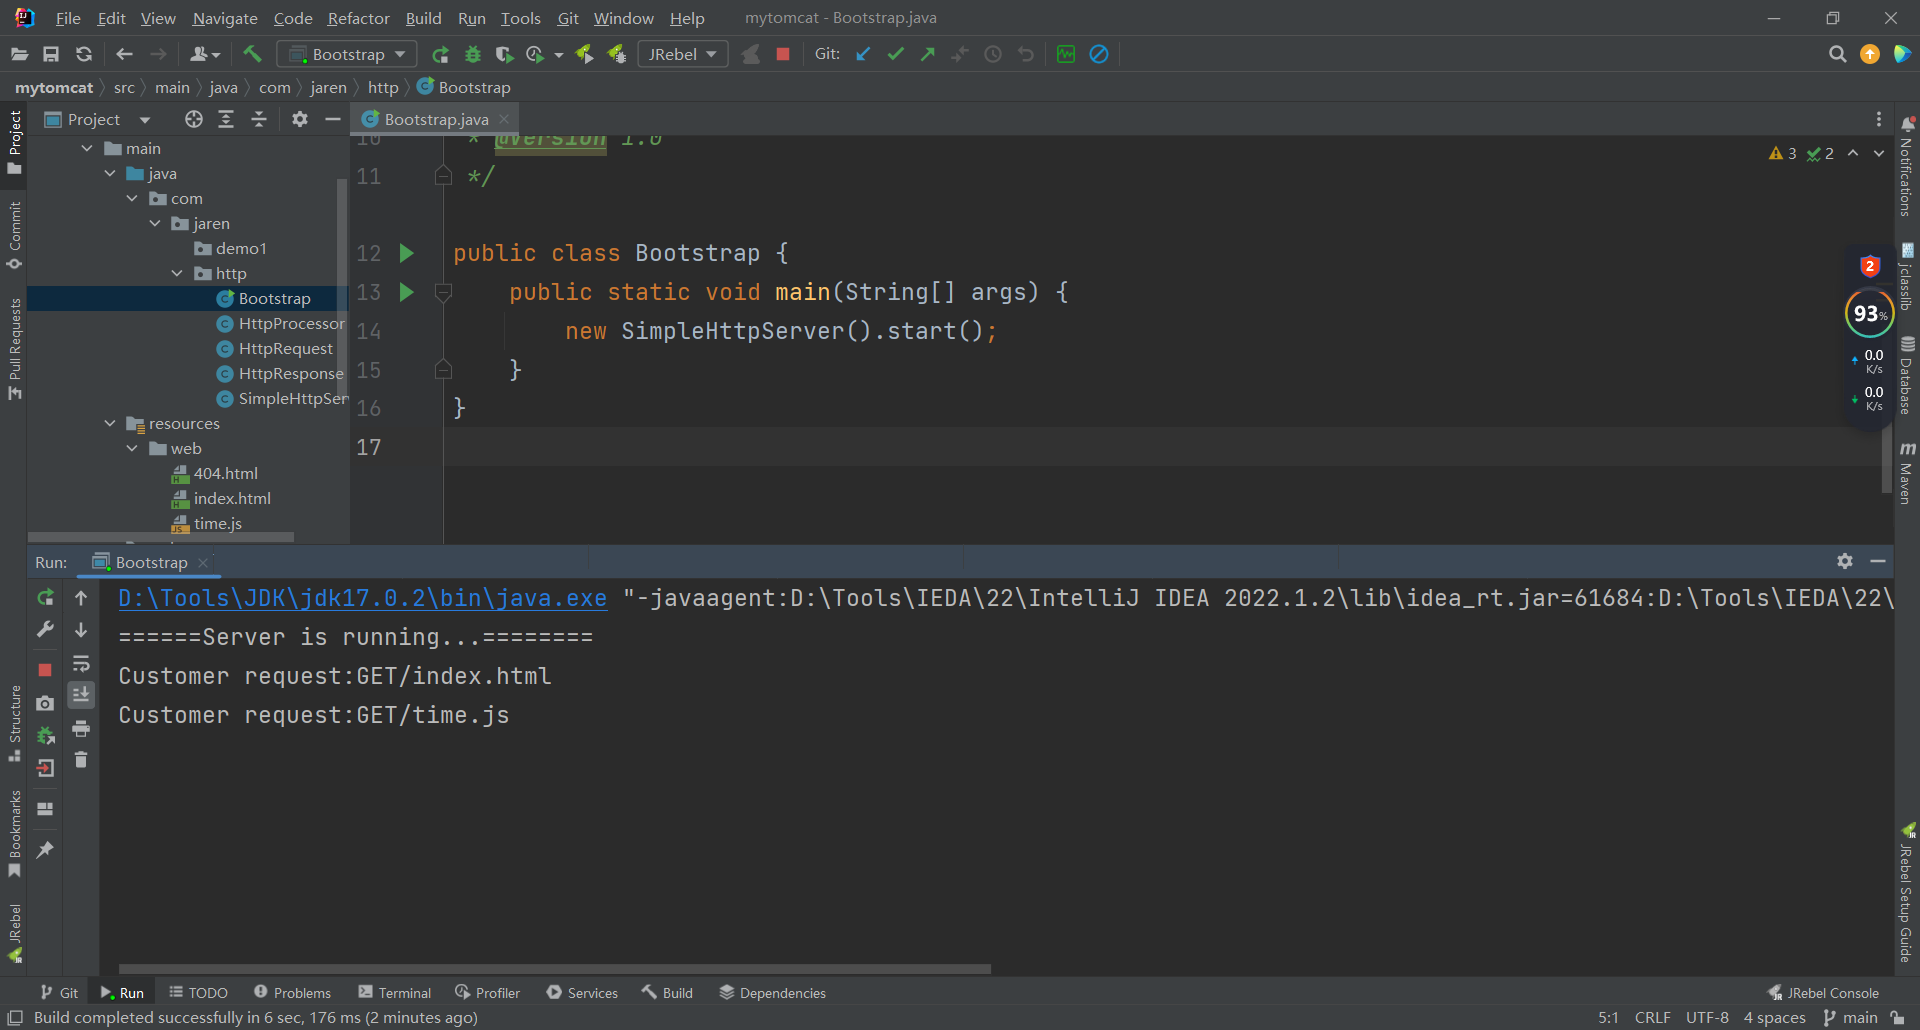 File Edit View Navigate Code Refactor Build Run Tools Git Window Help mytomcat - Bootstrap.java
Bootstrap JRebel Git:
mytomcat src main java com jaren http Bootstrap
Project
Bootstrap.java
main
java
com
jaren
demo1
http
Bootstrap
HttpProcessor
HttpRequest
HttpResponse
SimpleHttpSer
resources
web
404.html
index.html
time.js
10 * @version 1.0
11 */
12 public class Bootstrap {
13 public static void main(String[] args) {
14 new SimpleHttpServer().start();
15 }
16 }
17
3 2
2
93%
0.0
K/s
0.0
K/s
Project
Commit
Pull Requests
Structure
Bookmarks
JRebel
Notifications
jclasslib
Database
m
Maven
JRebel Setup Guide
Run: Bootstrap
D:\Tools\JDK\jdk17.0.2\bin\java.exe "-javaagent:D:\Tools\IEDA\22\IntelliJ IDEA 2022.1.2\lib\idea_rt.jar=61684:D:\Tools\IEDA\22\
======Server is running...========
Customer request:GET/index.html
Customer request:GET/time.js
Git Run TODO Problems Terminal Profiler Services Build Dependencies JRebel Console
Build completed successfully in 6 sec, 176 ms (2 minutes ago) 5:1 CRLF UTF-8 4 spaces main